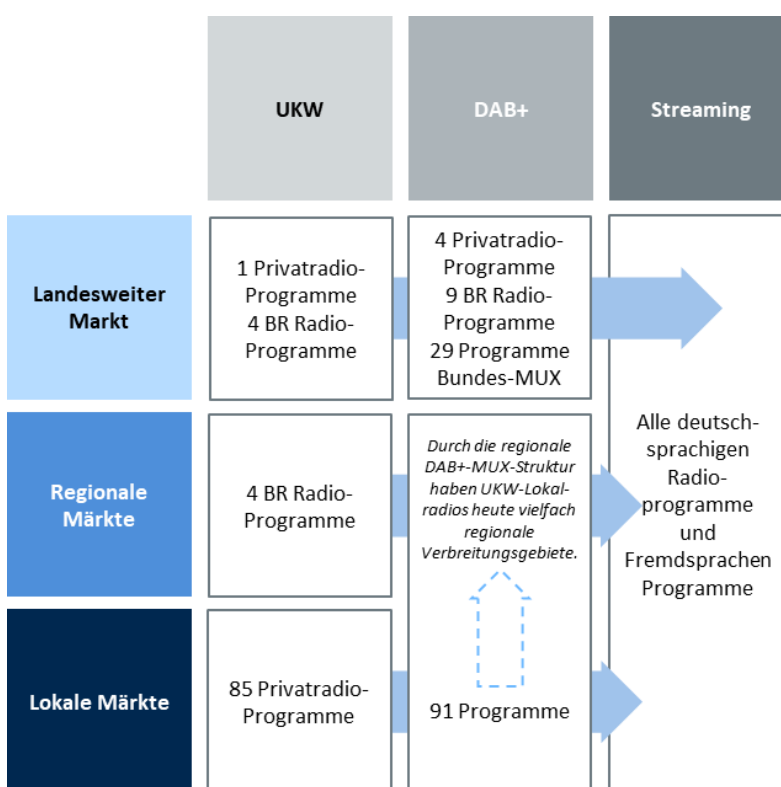 UKW
DAB+
Streaming
Landesweiter
Markt
1 Privatradio-
Programme
4 BR Radio-
Programme
4 Privatradio-
Programme
9 BR Radio-
Programme
29 Programme
Bundes-MUX
Regionale
Märkte
4 BR Radio-
Programme
Durch die regionale
DAB+-MUX-Struktur
haben UKW-Lokal-
radios heute vielfach
regionale
Verbreitungsgebiete.
Alle deutsch-
sprachigen
Radio-
programme
und
Fremdsprachen
Programme
Lokale Märkte
85 Privatradio-
Programme
91 Programme